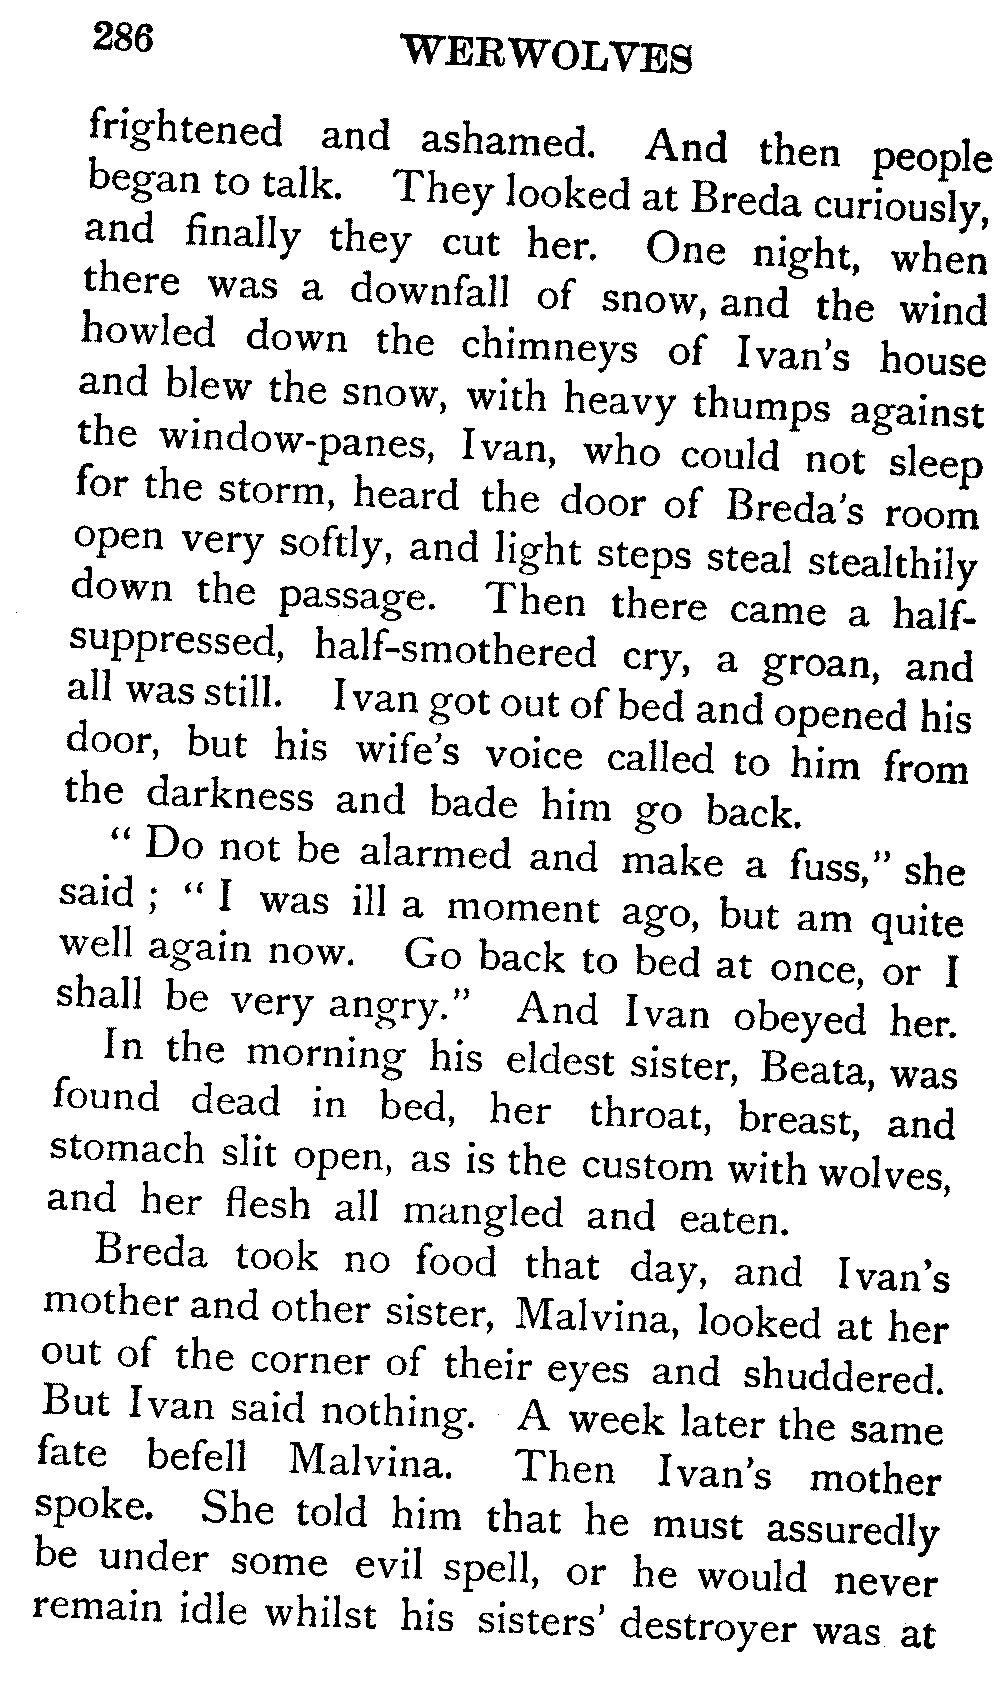 286
WERWOLVES
frightened and ashamed. And then people
began to talk. They looked at Breda curiously,
and finally they cut her. One night, when
there was a downfall of snow, and the wind
howled down the chimneys of Ivan's house
and blew the snow, with heavy thumps against
the window-panes, Ivan, who could not sleep
for the storm, heard the door of Breda's room
open very softly, and light steps steal stealthily
down the passage. Then there came a half-
suppressed, half-smothered cry, a groan, and
all was still. Ivan got out of bed and opened his
door, but his wife's voice called to him from
the darkness and bade him go back.
“ Do not be alarmed and make a fuss,” she
said ; “ I was ill a moment ago, but am quite
well again now. Go back to bed at once, or I
shall be very angry.” And Ivan obeyed her.
In the morning his eldest sister, Beata, was
found dead in bed, her throat, breast, and
stomach slit open, as is the custom with wolves,
and her flesh all mangled and eaten.
Breda took no food that day, and Ivan's
mother and other sister, Malvina, looked at her
out of the corner of their eyes and shuddered.
But Ivan said nothing. A week later the same
fate befell Malvina. Then Ivan's mother
spoke. She told him that he must assuredly
be under some evil spell, or he would never
remain idle whilst his sisters' destroyer was at